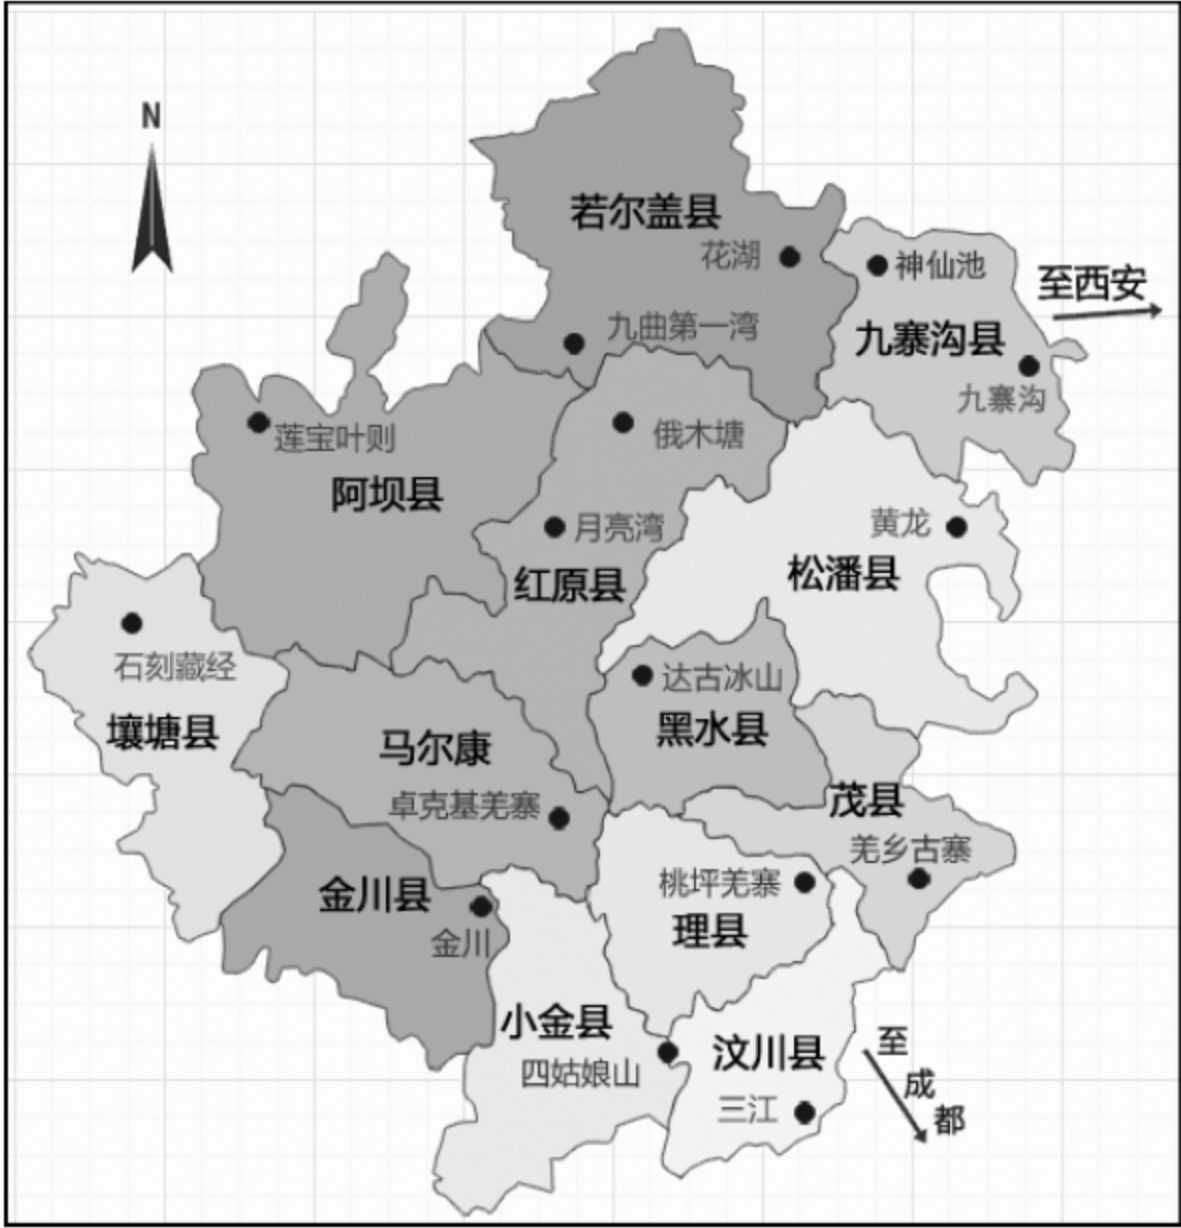 N
若尔盖县
花湖
神仙池
至西安
九曲第一湾
九寨沟县
九寨沟
莲宝叶则
俄木塘
阿坝县
黄龙
月亮湾
松潘县
红原县
石刻藏经
达古冰山
壤塘县
黑水县
马尔康
卓克基羌寨
茂县
羌乡古寨
桃坪羌寨
金川县
理县
金川
小金县
四姑娘山
汶川县
三江
至
成
都